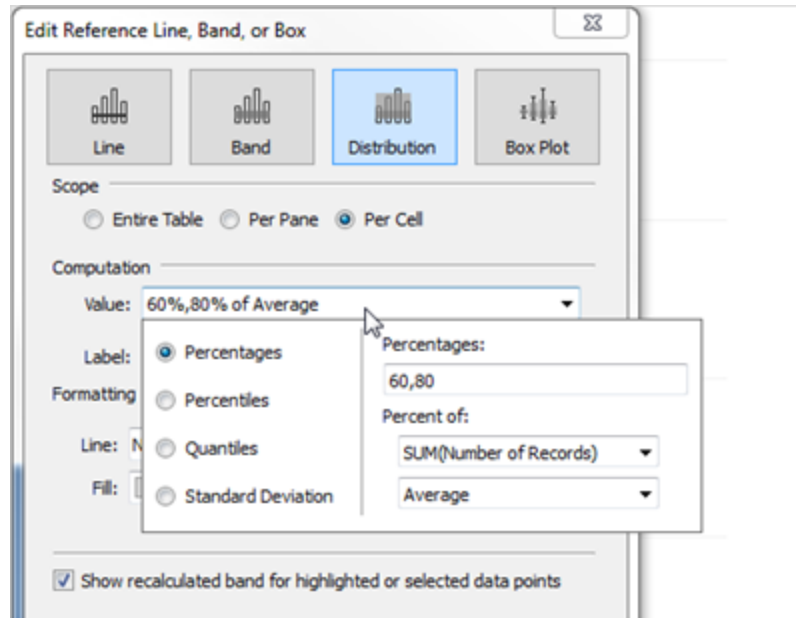 Edit Reference Line, Band, or Box
Line Band Distribution Box Plot
Scope
Entire Table Per Pane Per Cell
Computation
Value: 60%,80% of Average
Label:
Percentages
Percentages:
60,80
Formatting
Percentiles
Percent of:
Line: N
Quantiles
SUM(Number of Records)
Fill:
Standard Deviation
Average
Show recalculated band for highlighted or selected data points